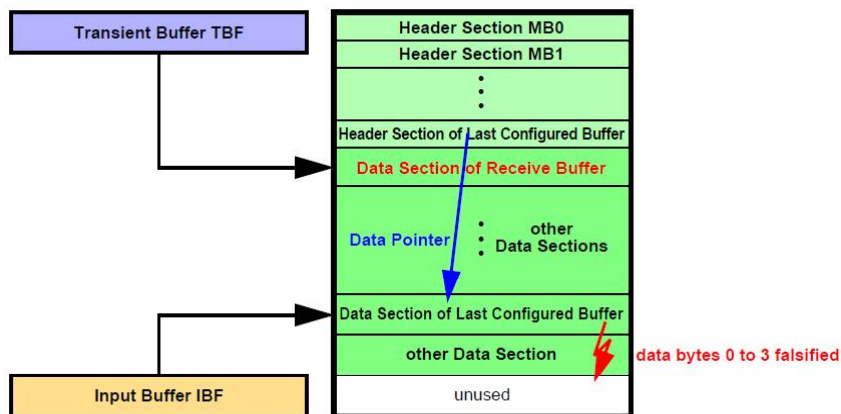 Transient Buffer TBF
Header Section MB0
Header Section MB1
Header Section of Last Configured Buffer
Data Section of Receive Buffer
Data Pointer
other
Data Sections
Data Section of Last Configured Buffer
other Data Section
data bytes 0 to 3 falsified
Input Buffer IBF
unused